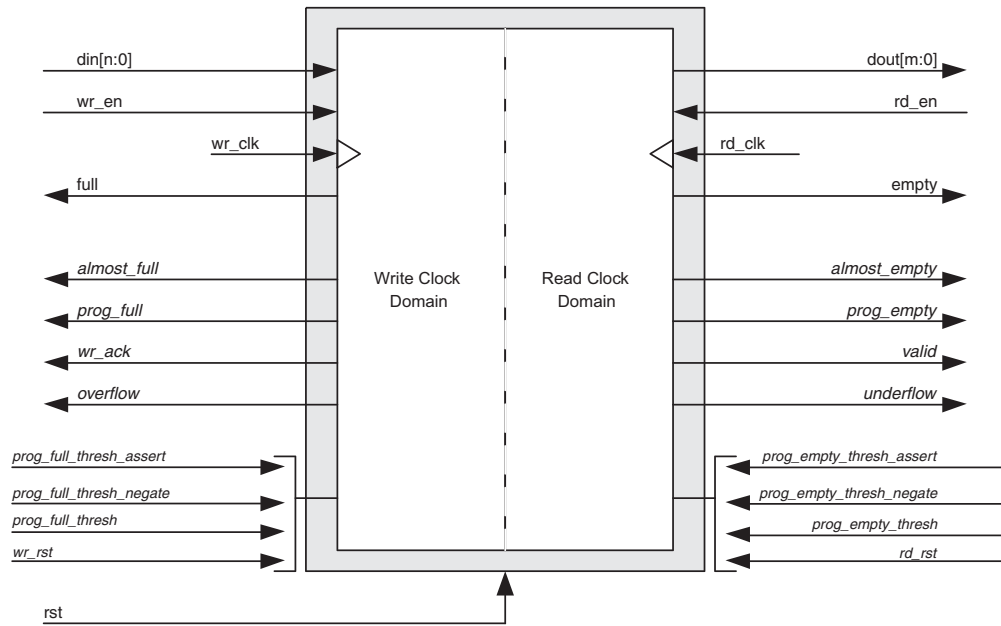 din[n:0]
dout[m:0]
wr_en
rd_en
wr_clk
rd_clk
full
empty
almost_full
Write Clock
Domain
Read Clock
Domain
almost_empty
prog_full
prog_empty
wr_ack
valid
overflow
underflow
prog_full_thresh_assert
prog_empty_thresh_assert
prog_full_thresh_negate
prog_empty_thresh_negate
prog_full_thresh
prog_empty_thresh
wr_rst
rd_rst
rst